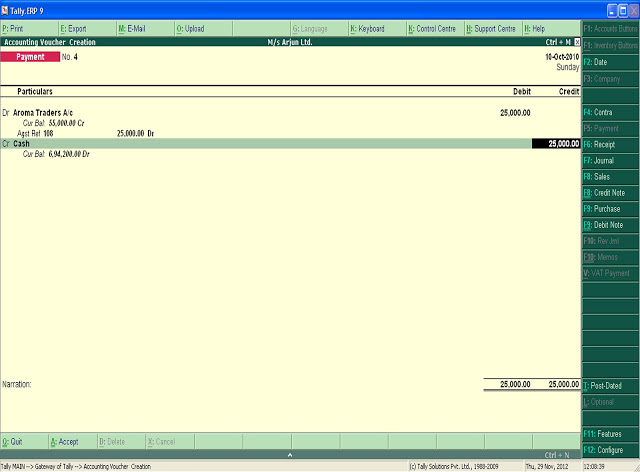 Tally.ERP 9
P: Print E: Export M: E-Mail O: Upload G: Language K: Keyboard K: Control Centre H: Support Centre H: Help
Accounting Voucher Creation M/s Arjun Ltd. Ctrl + M
Payment No. 4 10-Oct-2010
Sunday
Particulars Debit Credit
Dr Aroma Traders A/c 25,000.00
Cur Bal: 55,000.00 Cr
Agst Ref 108 25,000.00 Dr
Cr Cash 25,000.00
Cur Bal: 6,94,200.00 Dr
Narration: 25,000.00 25,000.00
Q: Quit A: Accept D: Delete X: Cancel
Ctrl + N
Tally MAIN --> Gateway of Tally --> Accounting Voucher Creation (c) Tally Solutions Pvt. Ltd., 1988-2009 Thu, 29 Nov, 2012 12:08:39
F1: Accounts Buttons
F1: Inventory Buttons
F2: Date
F3: Company
F4: Contra
F5: Payment
F6: Receipt
F7: Journal
F8: Sales
F8: Credit Note
F9: Purchase
F9: Debit Note
F10: Rev Jrnl
F10: Memos
V: VAT Payment
T: Post-Dated
L: Optional
F11: Features
F12: Configure